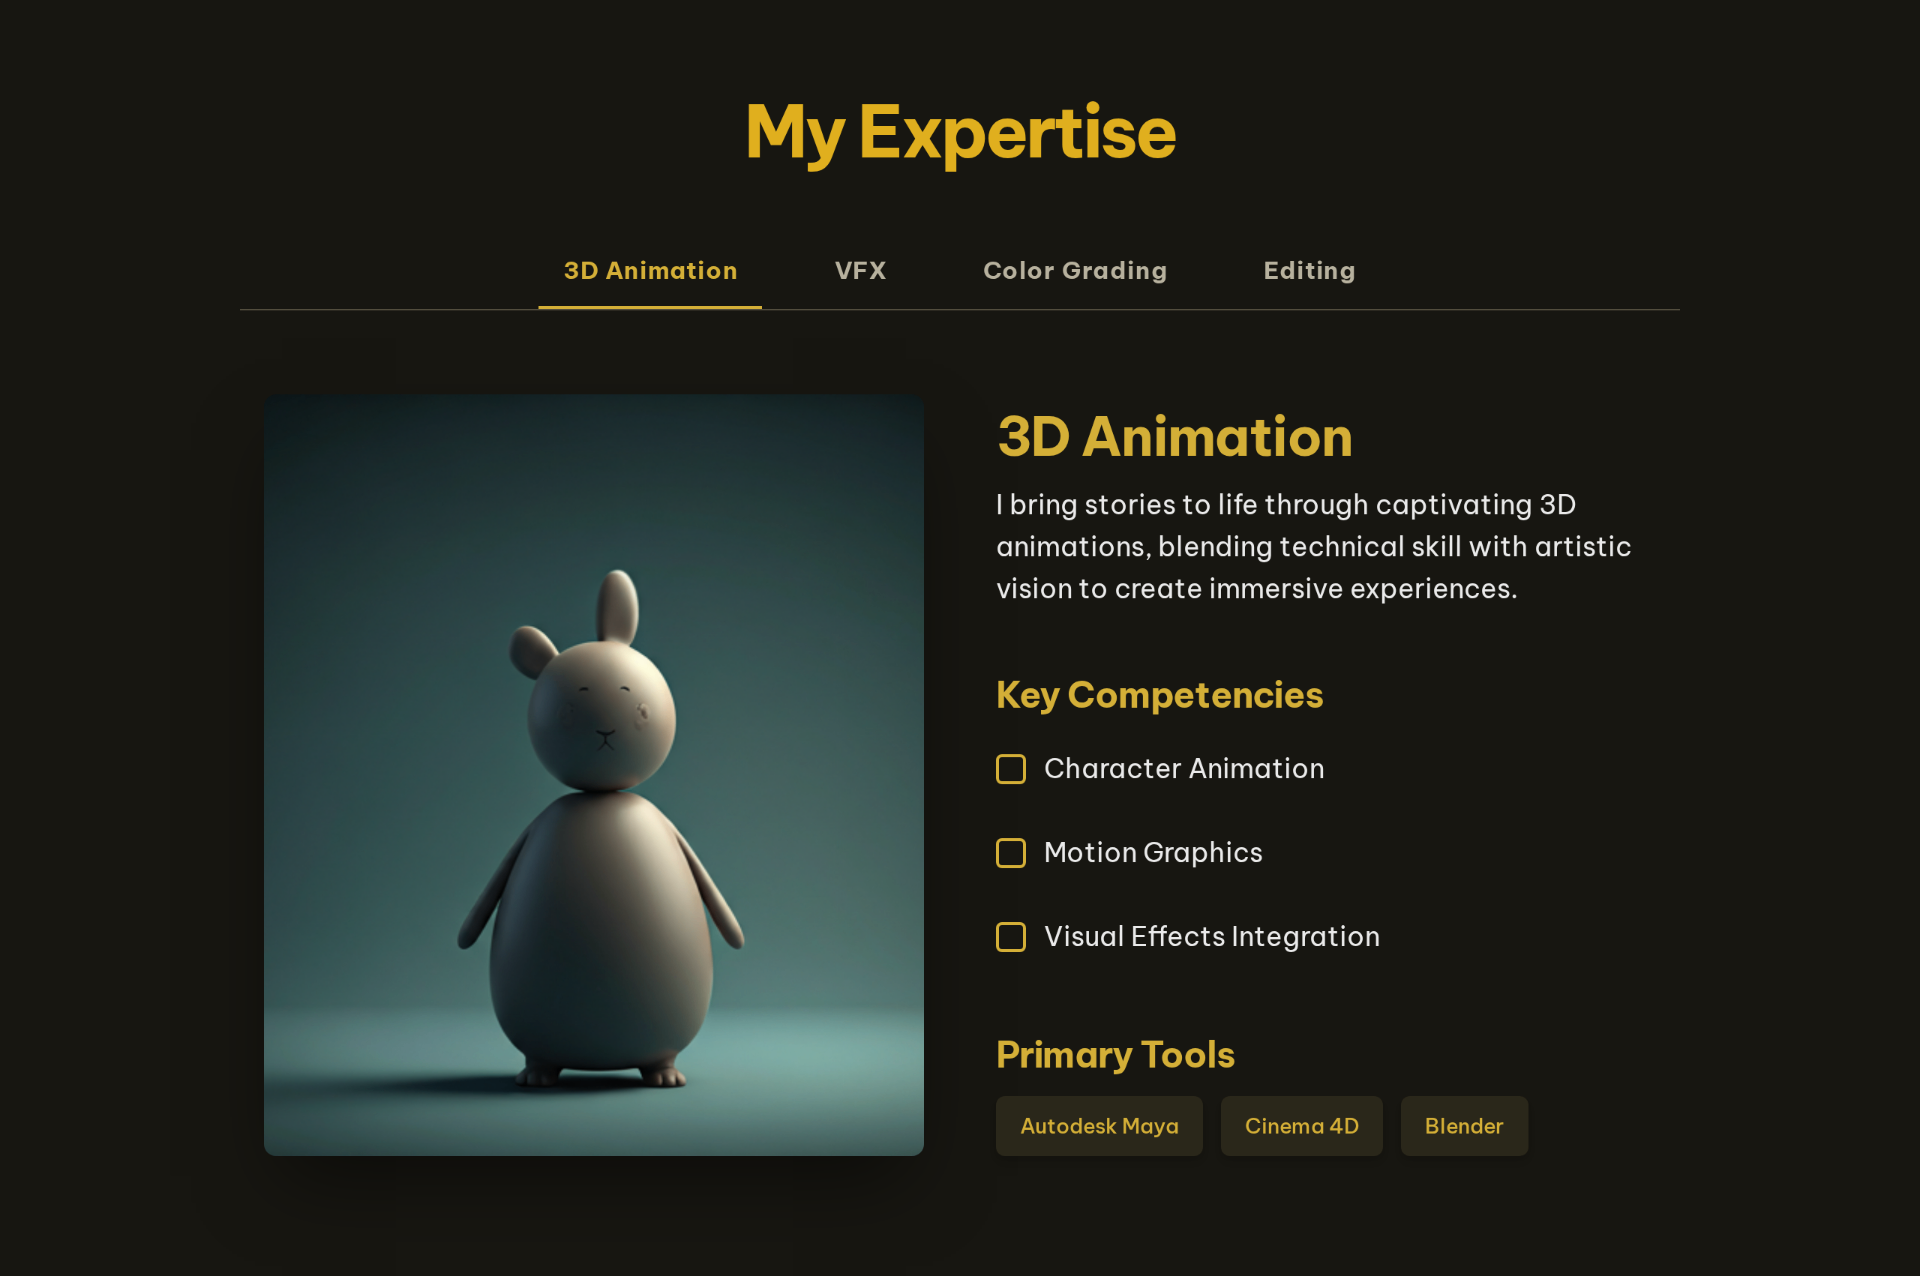 My Expertise
3D Animation
VFX
Color Grading
Editing
3D Animation
I bring stories to life through captivating 3D
animations, blending technical skill with artistic
vision to create immersive experiences.
Key Competencies
Character Animation
Motion Graphics
Visual Effects Integration
Primary Tools
Autodesk Maya
Cinema 4D
Blender